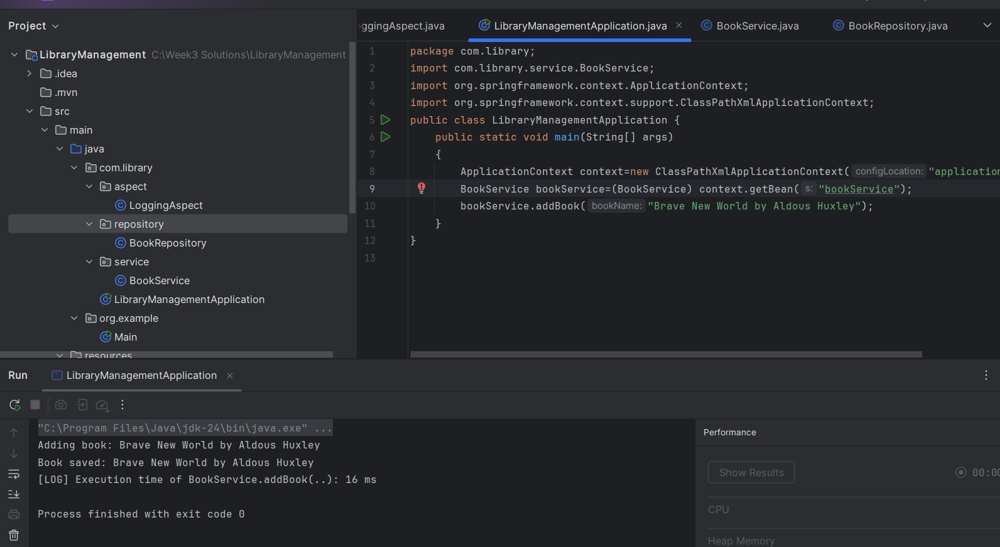 Project
LibraryManagement C:\Week3 Solutions\LibraryManagement
.idea
.mvn
src
main
java
com.library
aspect
LoggingAspect
repository
BookRepository
service
BookService
LibraryManagementApplication
org.example
Main
resources
ggingAspect.java LibraryManagementApplication.java BookService.java BookRepository.java
1 package com.library;
2 import com.library.service.BookService;
3 import org.springframework.context.ApplicationContext;
4 import org.springframework.context.support.ClassPathXmlApplicationContext;
5 public class LibraryManagementApplication {
6 public static void main(String[] args)
7 {
8 ApplicationContext context=new ClassPathXmlApplicationContext( configLocation: "application
9 BookService bookService=(BookService) context.getBean( s: "bookService");
10 bookService.addBook( bookName: "Brave New World by Aldous Huxley");
11 }
12 }
13
Run LibraryManagementApplication
"C:\Program Files\Java\jdk-24\bin\java.exe" ...
Adding book: Brave New World by Aldous Huxley
Book saved: Brave New World by Aldous Huxley
[LOG] Execution time of BookService.addBook(..): 16 ms
Process finished with exit code 0
Performance
Show Results 00:00
CPU
Heap Memory